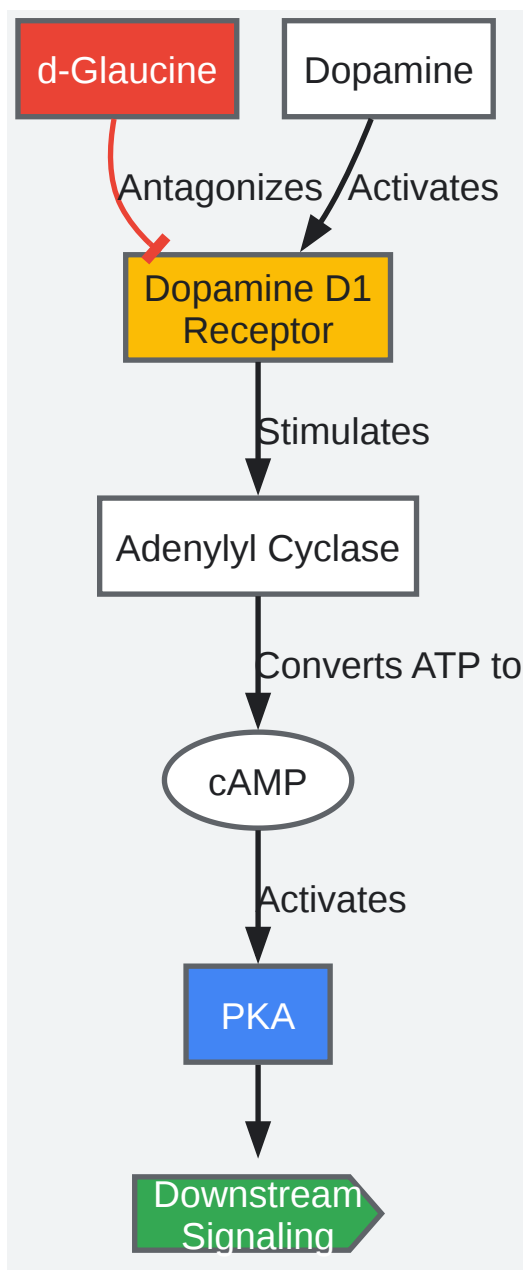 d-Glaucine
Dopamine
Antagonizes
Activates
Dopamine D1
Receptor
Stimulates
Adenylyl Cyclase
Converts ATP to
cAMP
Activates
PKA
Downstream
Signaling